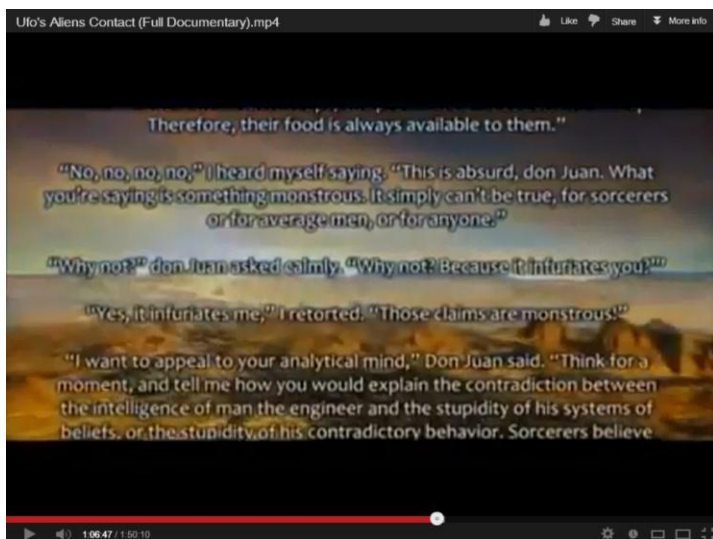 Ufo's Aliens Contact (Full Documentary).mp4
Like
Share
More info
Therefore, their food is always available to them."
"No, no, no, no," I heard myself saying. "This is absurd, don Juan. What
you're saying is something monstrous. It simply can't be true, for sorcerers
or for average men, or for anyone."
"Why not?" don Juan asked calmly. "Why not? Because it infuriates you?"
"Yes, it infuriates me," I retorted. "Those claims are monstrous!"
"I want to appeal to your analytical mind," Don Juan said. "Think for a
moment, and tell me how you would explain the contradiction between
the intelligence of man the engineer and the stupidity of his systems of
beliefs, or the stupidity of his contradictory behavior. Sorcerers believe
1:06:47 / 1:50:10